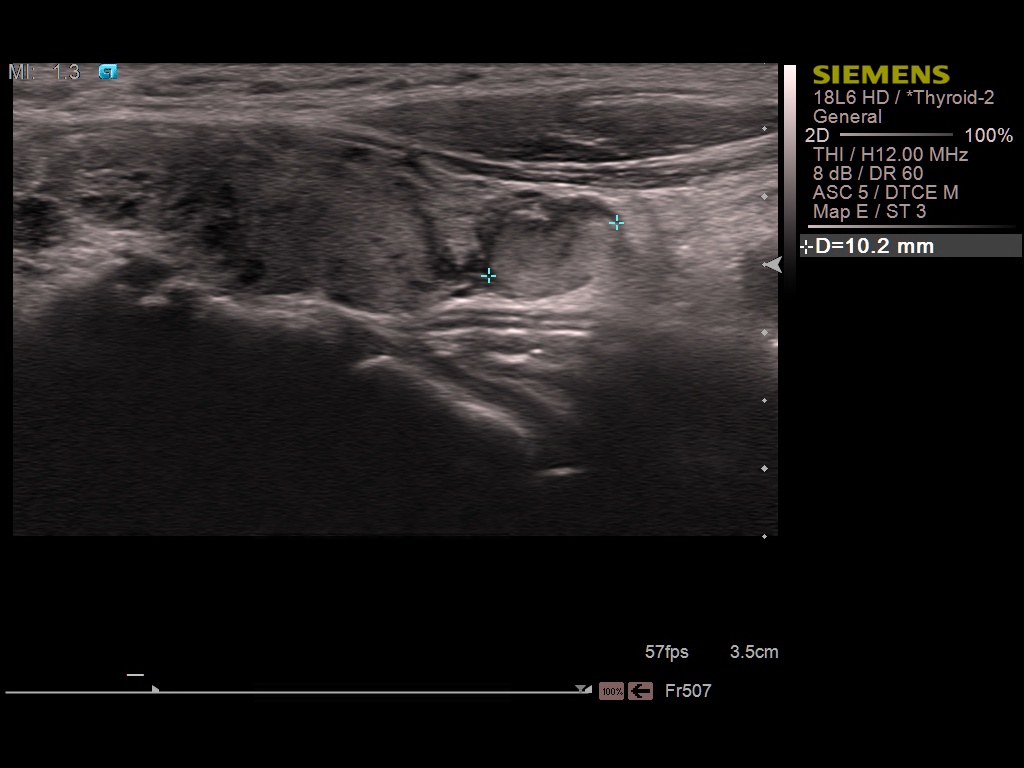 MI: 1.3
SIEMENS
18L6 HD / *Thyroid-2
General
2D 100%
THI / H12.00 MHz
8 dB / DR 60
ASC 5 / DTCE M
Map E / ST 3
D=10.2 mm
57fps 3.5cm
100% Fr507